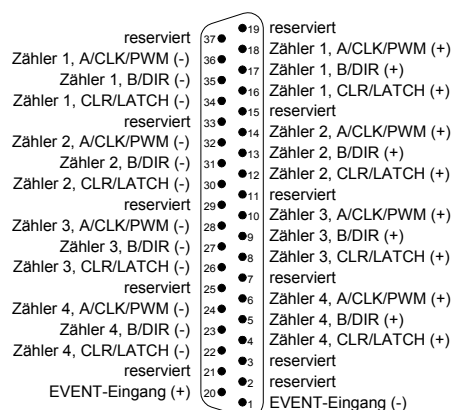 reserviert 37
Zähler 1, A/CLK/PWM (-) 36
Zähler 1, B/DIR (-) 35
Zähler 1, CLR/LATCH (-) 34
reserviert 33
Zähler 2, A/CLK/PWM (-) 32
Zähler 2, B/DIR (-) 31
Zähler 2, CLR/LATCH (-) 30
reserviert 29
Zähler 3, A/CLK/PWM (-) 28
Zähler 3, B/DIR (-) 27
Zähler 3, CLR/LATCH (-) 26
reserviert 25
Zähler 4, A/CLK/PWM (-) 24
Zähler 4, B/DIR (-) 23
Zähler 4, CLR/LATCH (-) 22
reserviert 21
EVENT-Eingang (+) 20
19 reserviert
18 Zähler 1, A/CLK/PWM (+)
17 Zähler 1, B/DIR (+)
16 Zähler 1, CLR/LATCH (+)
15 reserviert
14 Zähler 2, A/CLK/PWM (+)
13 Zähler 2, B/DIR (+)
12 Zähler 2, CLR/LATCH (+)
11 reserviert
10 Zähler 3, A/CLK/PWM (+)
9 Zähler 3, B/DIR (+)
8 Zähler 3, CLR/LATCH (+)
7 reserviert
6 Zähler 4, A/CLK/PWM (+)
5 Zähler 4, B/DIR (+)
4 Zähler 4, CLR/LATCH (+)
3 reserviert
2 reserviert
1 EVENT-Eingang (-)